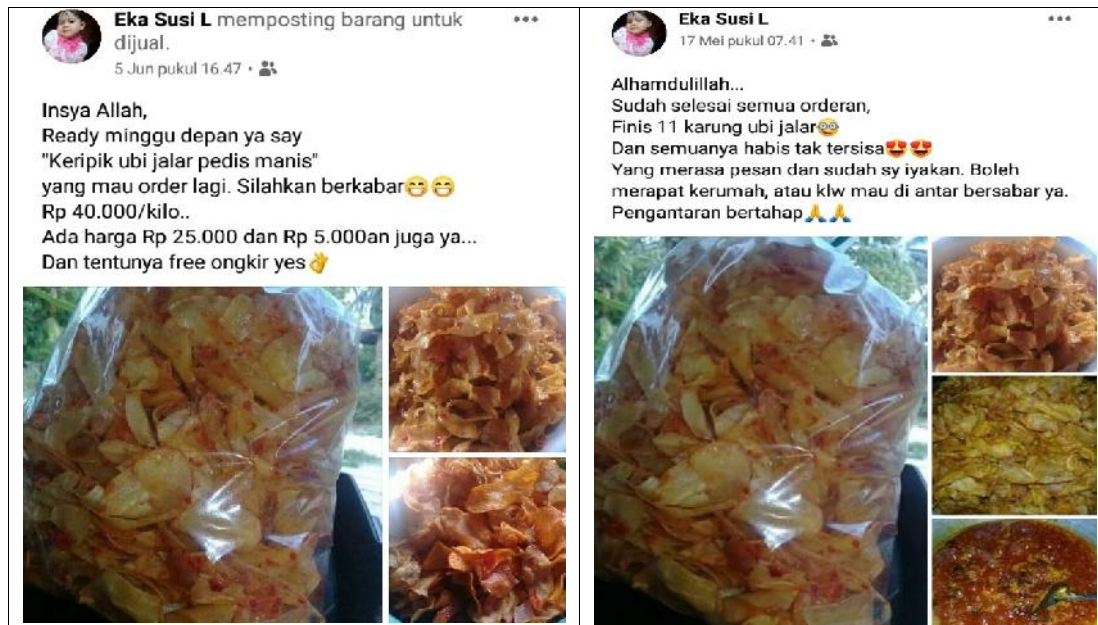 Eka Susi L memposting barang untuk
dijual.
5 Jun pukul 16.47 •
Insya Allah,
Ready minggu depan ya say
"Keripik ubi jalar pedis manis"
yang mau order lagi. Silahkan berkabar😁😁
Rp 40.000/kilo..
Ada harga Rp 25.000 dan Rp 5.000an juga ya...
Dan tentunya free ongkir yes👌
Eka Susi L
17 Mei pukul 07.41 •
Alhamdulillah...
Sudah selesai semua orderan,
Finis 11 karung ubi jalar🤓
Dan semuanya habis tak tersisa😍😍
Yang merasa pesan dan sudah sy iyakan. Boleh
merapat kerumah, atau klw mau di antar bersabar ya.
Pengantaran bertahap🙏🙏